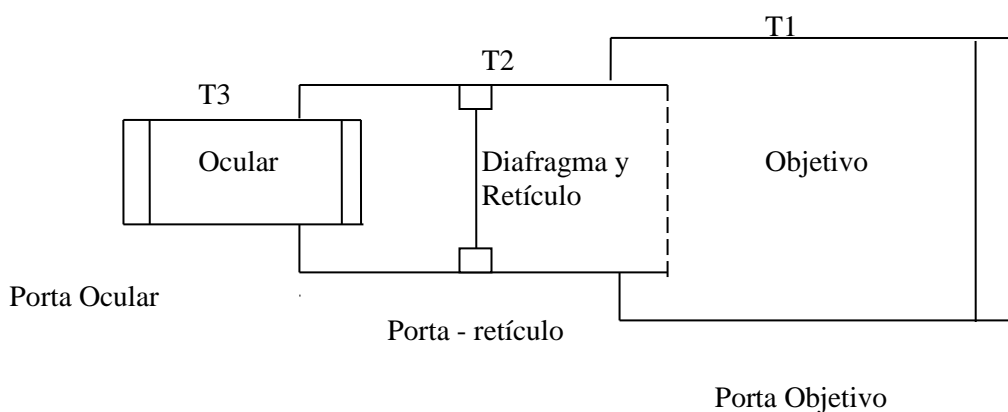 T1
T2
T3
Ocular
Diafragma y
Retículo
Objetivo
Porta Ocular
Porta - retículo
Porta Objetivo